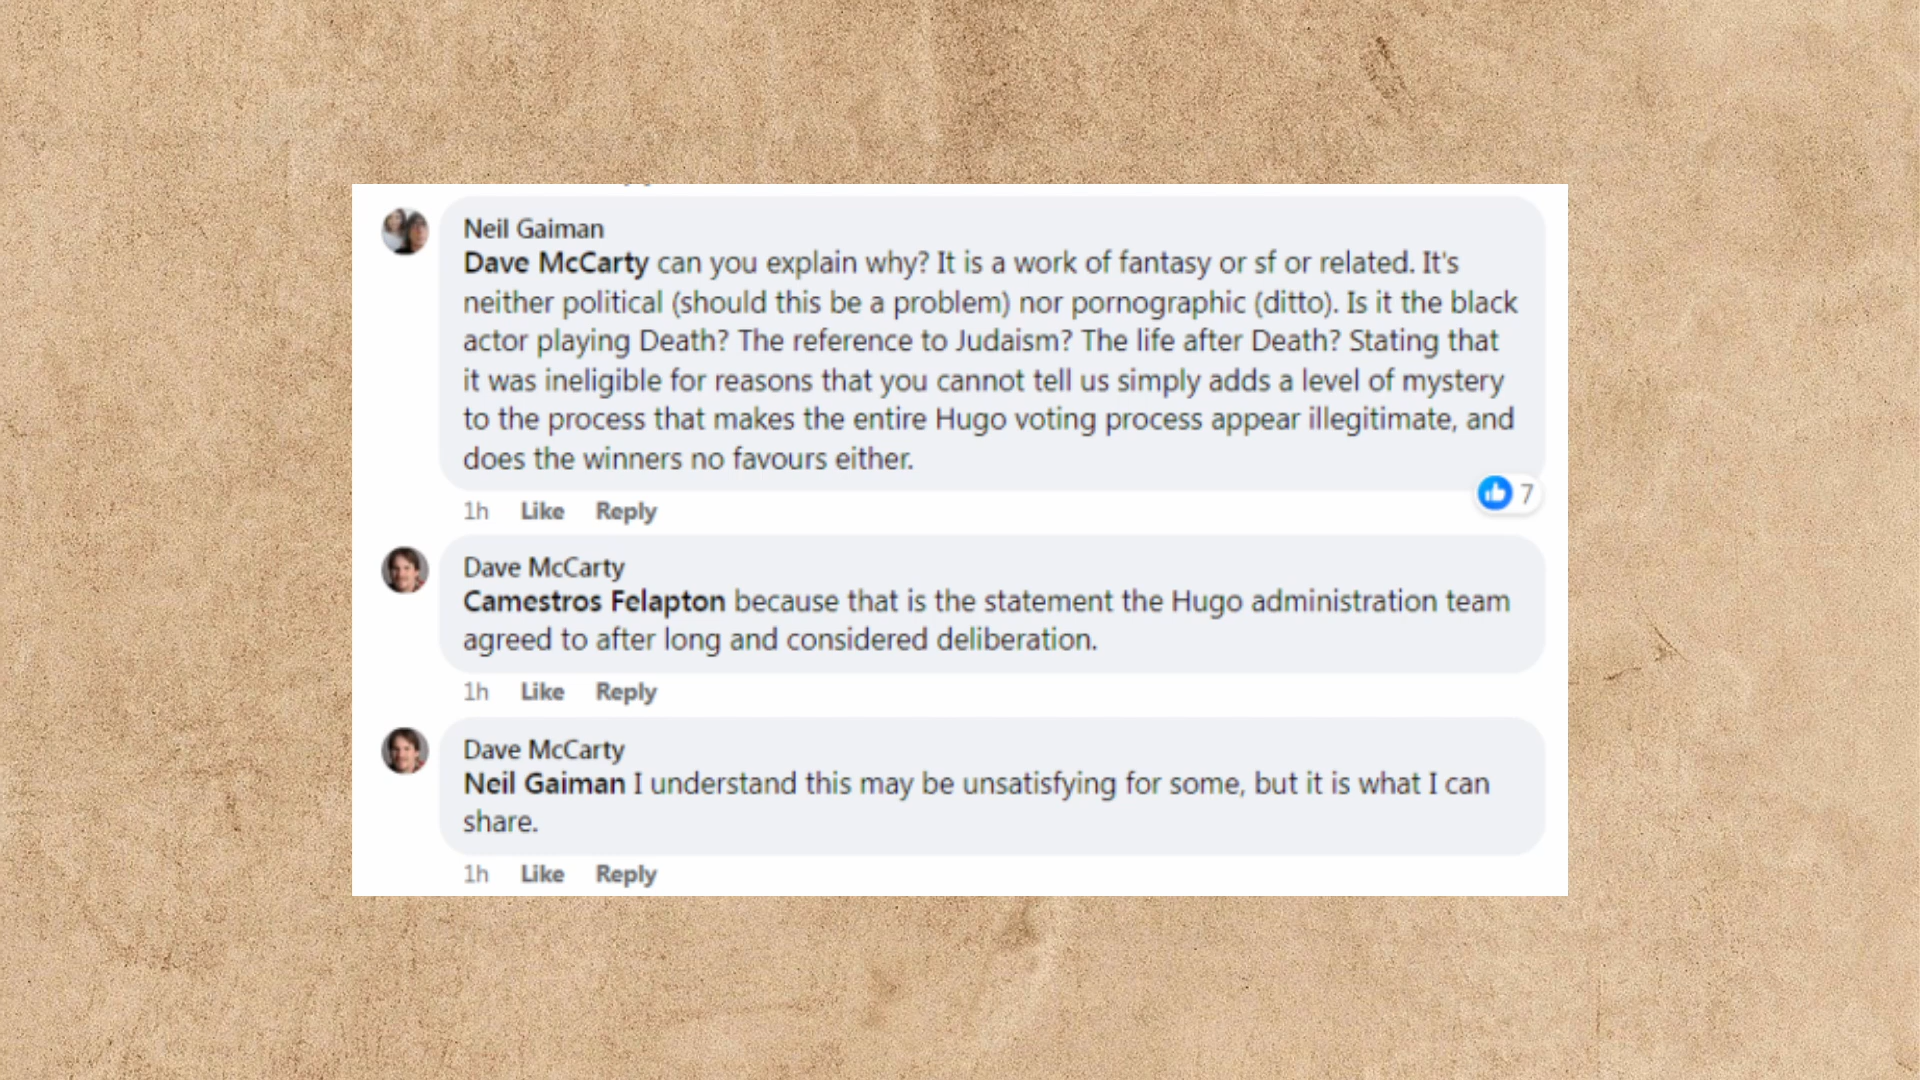 Neil Gaiman
Dave McCarty can you explain why? It is a work of fantasy or sf or related. It's
neither political (should this be a problem) nor pornographic (ditto). Is it the black
actor playing Death? The reference to Judaism? The life after Death? Stating that
it was ineligible for reasons that you cannot tell us simply adds a level of mystery
to the process that makes the entire Hugo voting process appear illegitimate, and
does the winners no favours either.
7
1h Like Reply
Dave McCarty
Camestros Felapton because that is the statement the Hugo administration team
agreed to after long and considered deliberation.
1h Like Reply
Dave McCarty
Neil Gaiman I understand this may be unsatisfying for some, but it is what I can
share.
1h Like Reply